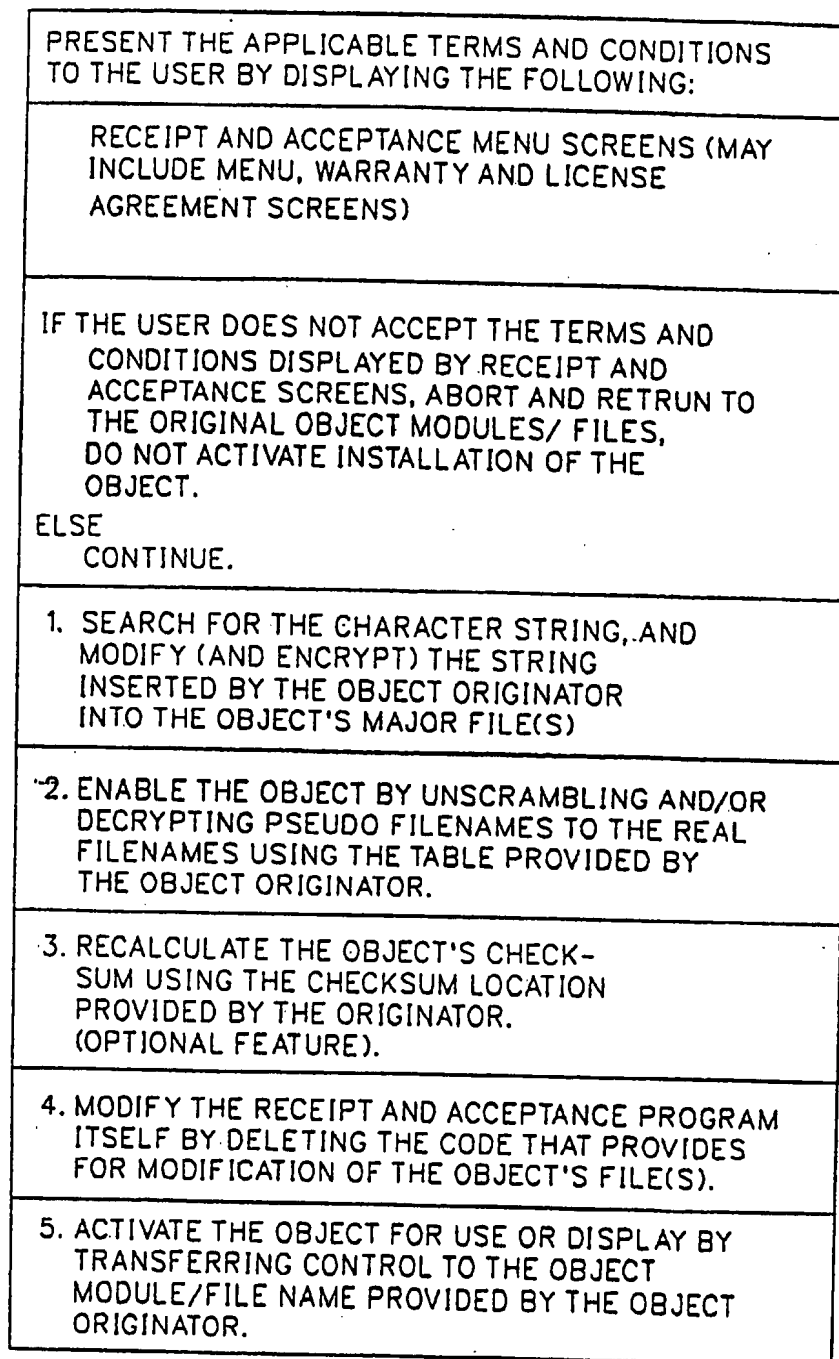 PRESENT THE APPLICABLE TERMS AND CONDITIONS
TO THE USER BY DISPLAYING THE FOLLOWING:
RECEIPT AND ACCEPTANCE MENU SCREENS (MAY
INCLUDE MENU, WARRANTY AND LICENSE
AGREEMENT SCREENS)
IF THE USER DOES NOT ACCEPT THE TERMS AND
CONDITIONS DISPLAYED BY RECEIPT AND
ACCEPTANCE SCREENS, ABORT AND RETRUN TO
THE ORIGINAL OBJECT MODULES/ FILES,
DO NOT ACTIVATE INSTALLATION OF THE
OBJECT.
ELSE
CONTINUE.
1. SEARCH FOR THE CHARACTER STRING, AND
MODIFY (AND ENCRYPT) THE STRING
INSERTED BY THE OBJECT ORIGINATOR
INTO THE OBJECT'S MAJOR FILE(S)
2. ENABLE THE OBJECT BY UNSCRAMBLING AND/OR
DECRYPTING PSEUDO FILENAMES TO THE REAL
FILENAMES USING THE TABLE PROVIDED BY
THE OBJECT ORIGINATOR.
3. RECALCULATE THE OBJECT'S CHECK-
SUM USING THE CHECKSUM LOCATION
PROVIDED BY THE ORIGINATOR.
(OPTIONAL FEATURE).
4. MODIFY THE RECEIPT AND ACCEPTANCE PROGRAM
ITSELF BY DELETING THE CODE THAT PROVIDES
FOR MODIFICATION OF THE OBJECT'S FILE(S).
5. ACTIVATE THE OBJECT FOR USE OR DISPLAY BY
TRANSFERRING CONTROL TO THE OBJECT
MODULE/FILE NAME PROVIDED BY THE OBJECT
ORIGINATOR.